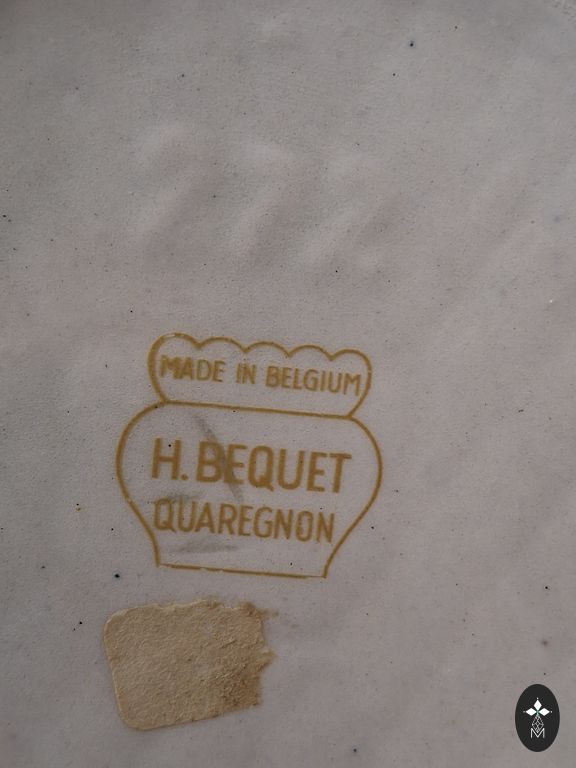 MADE IN BELGIUM
H. BEQUET
QUAREGNON
M